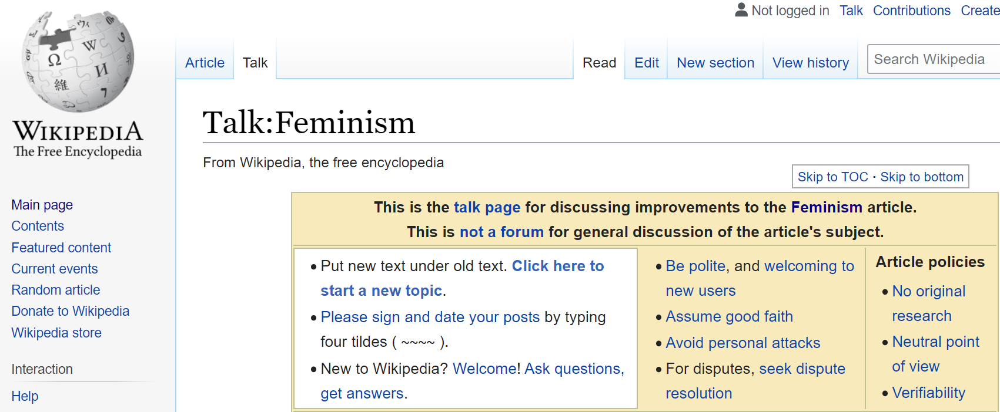 Not logged in Talk Contributions Create
Article Talk Read Edit New section View history Search Wikipedia
WIKIPEDIA
The Free Encyclopedia
Talk:Feminism
From Wikipedia, the free encyclopedia
Skip to TOC · Skip to bottom
Main page
Contents
Featured content
Current events
Random article
Donate to Wikipedia
Wikipedia store
Interaction
Help
This is the talk page for discussing improvements to the Feminism article.
This is not a forum for general discussion of the article's subject.
• Put new text under old text. Click here to
start a new topic.
• Please sign and date your posts by typing
four tildes ( ~~~~ ).
• New to Wikipedia? Welcome! Ask questions,
get answers.
• Be polite, and welcoming to
new users
• Assume good faith
• Avoid personal attacks
• For disputes, seek dispute
resolution
Article policies
• No original
research
• Neutral point
of view
• Verifiability